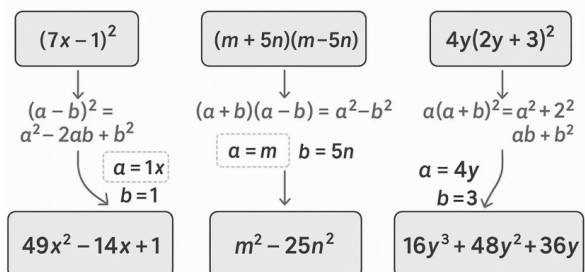 (7x – 1)²
(m + 5n)(m–5n)
4y(2y + 3)²
(a – b)² =
a² – 2ab + b²
(a + b)(a – b) = a²–b²
a(a + b)²= a² + 2²
ab + b²
a = 1x
b = 1
a = m
b = 5n
a = 4y
b = 3
49x² – 14x + 1
m² – 25n²
16y³ + 48y² + 36y